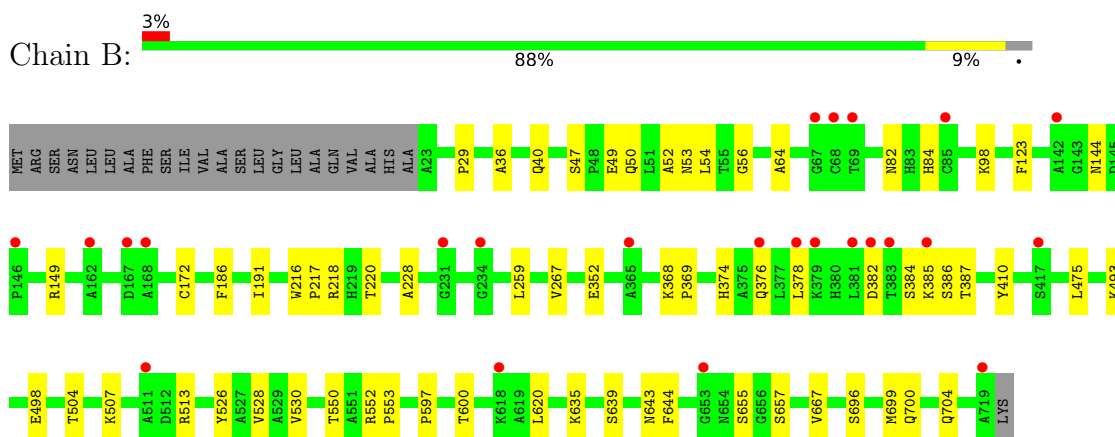 3%
Chain B:
88% 9% •
MET ARG SER ASN LEU LEU ALA PHE SER ILE VAL ALA SER LEU GLY LEU ALA GLN VAL ALA HIS ALA A23 P29 A36 Q40 S47 P48 E49 Q50 L51 A52 N53 L54 T55 G56 A64 G67 C68 T69 N82 H83 H84 C85 K98 F123 A142 G143 N144 D145
P146 R149 A162 D167 A168 C172 F186 I191 W216 P217 R218 H219 T220 A228 G231 G234 L259 V267 E352 A365 K368 P369 H374 A375 Q376 L377 L378 K379 H380 L381 D382 T383 S384 K385 S386 T387 Y410 S417 L475 K493
E498 T504 K507 A511 D512 R513 Y526 A527 V528 A529 V530 T550 A551 R552 P553 P597 T600 K618 A619 L620 K635 S639 N643 F644 G653 N654 S655 G656 S657 V667 S696 M699 Q700 Q704 A719 LYS